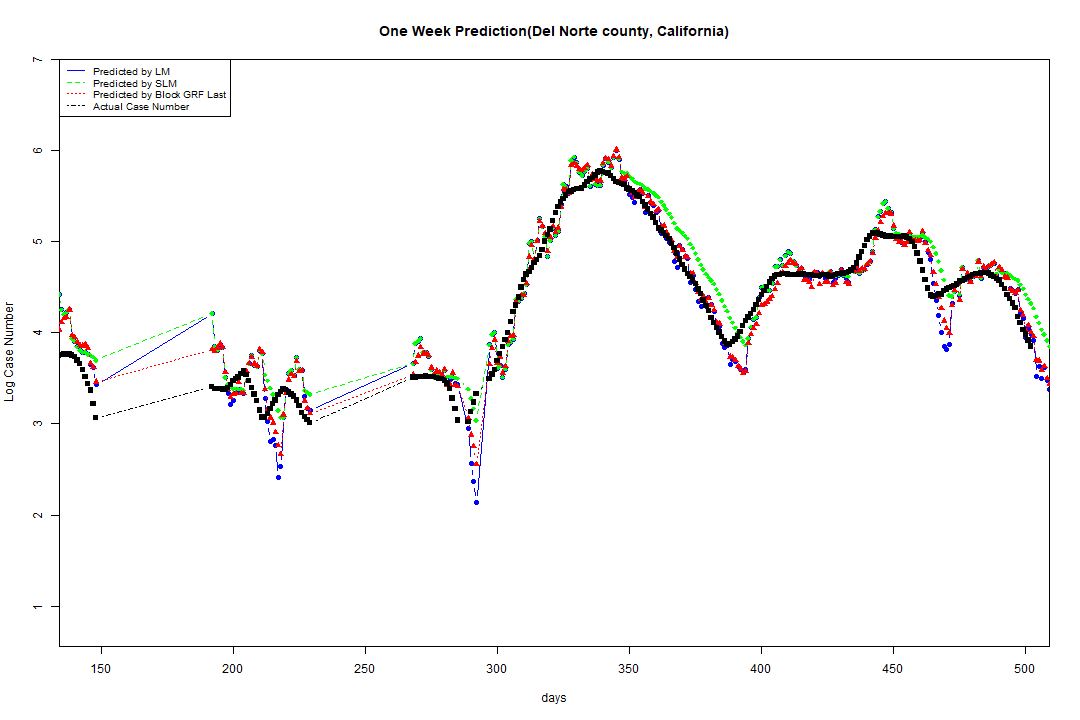 One Week Prediction(Del Norte county, California)
Predicted by LM
Predicted by SLM
Predicted by Block GRF Last
Actual Case Number
7
6
5
4
3
2
1
Log Case Number
150 200 250 300 350 400 450 500
days